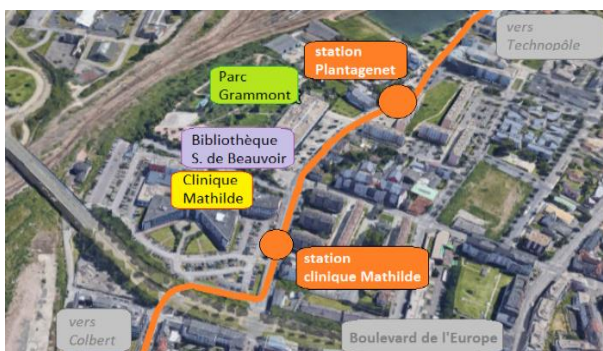 vers
Technopôle
station
Plantagenet
Parc
Grammont
Bibliothèque
S. de Beauvoir
Clinique
Mathilde
station
clinique Mathilde
vers
Colbert
Boulevard de l'Europe